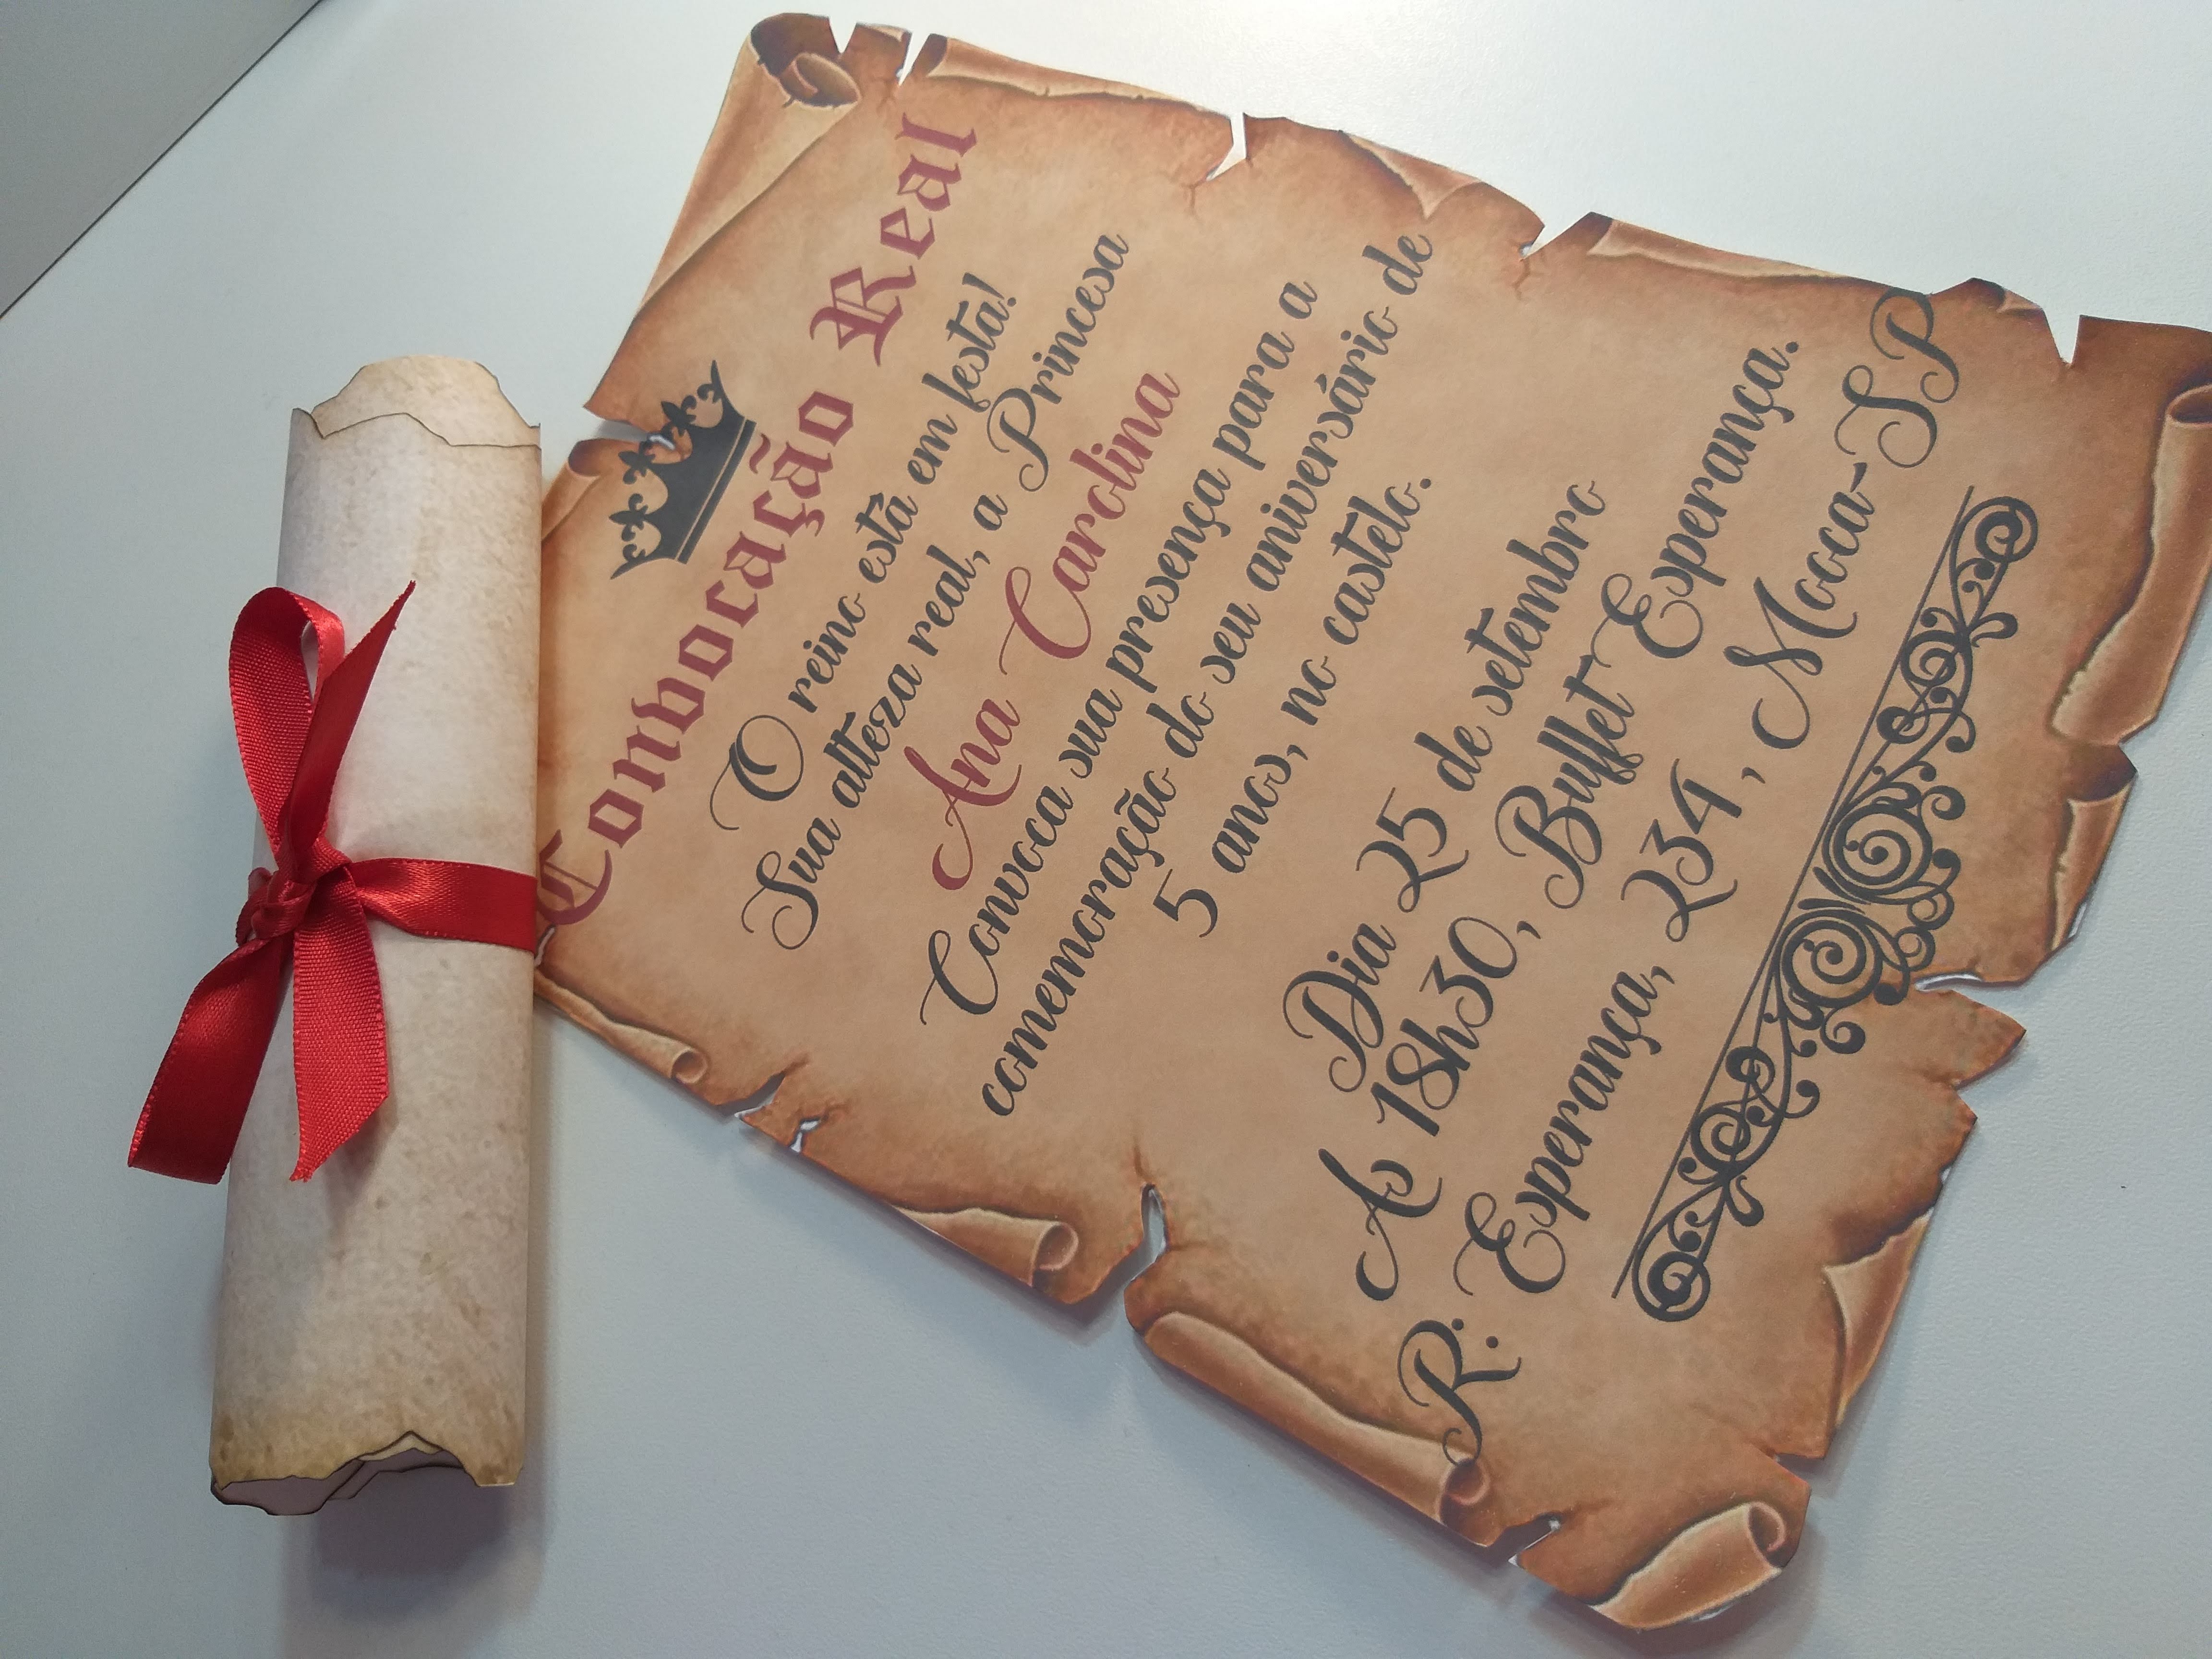 Convocação Real
O reino está em festa!
Sua alteza real, a Princesa
Ana Carolina
Convoca sua presença para a
comemoração do seu aniversário de
5 anos, no castelo.
Dia 25 de setembro
As 18h30, Buffet Esperança.
R: Esperança, 234, Mooca-SP